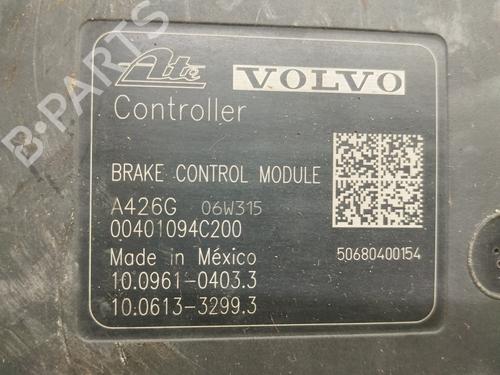 B-PARTS
Ate VOLVO
Controller
BRAKE CONTROL MODULE
A426G 06W315
00401094C200
Made in México 50680400154
10.0961-0403.3
10.0613-3299.3